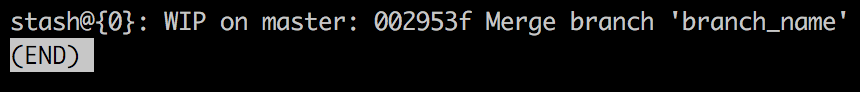 stash@{0}: WIP on master: 002953f Merge branch 'branch_name'
(END)